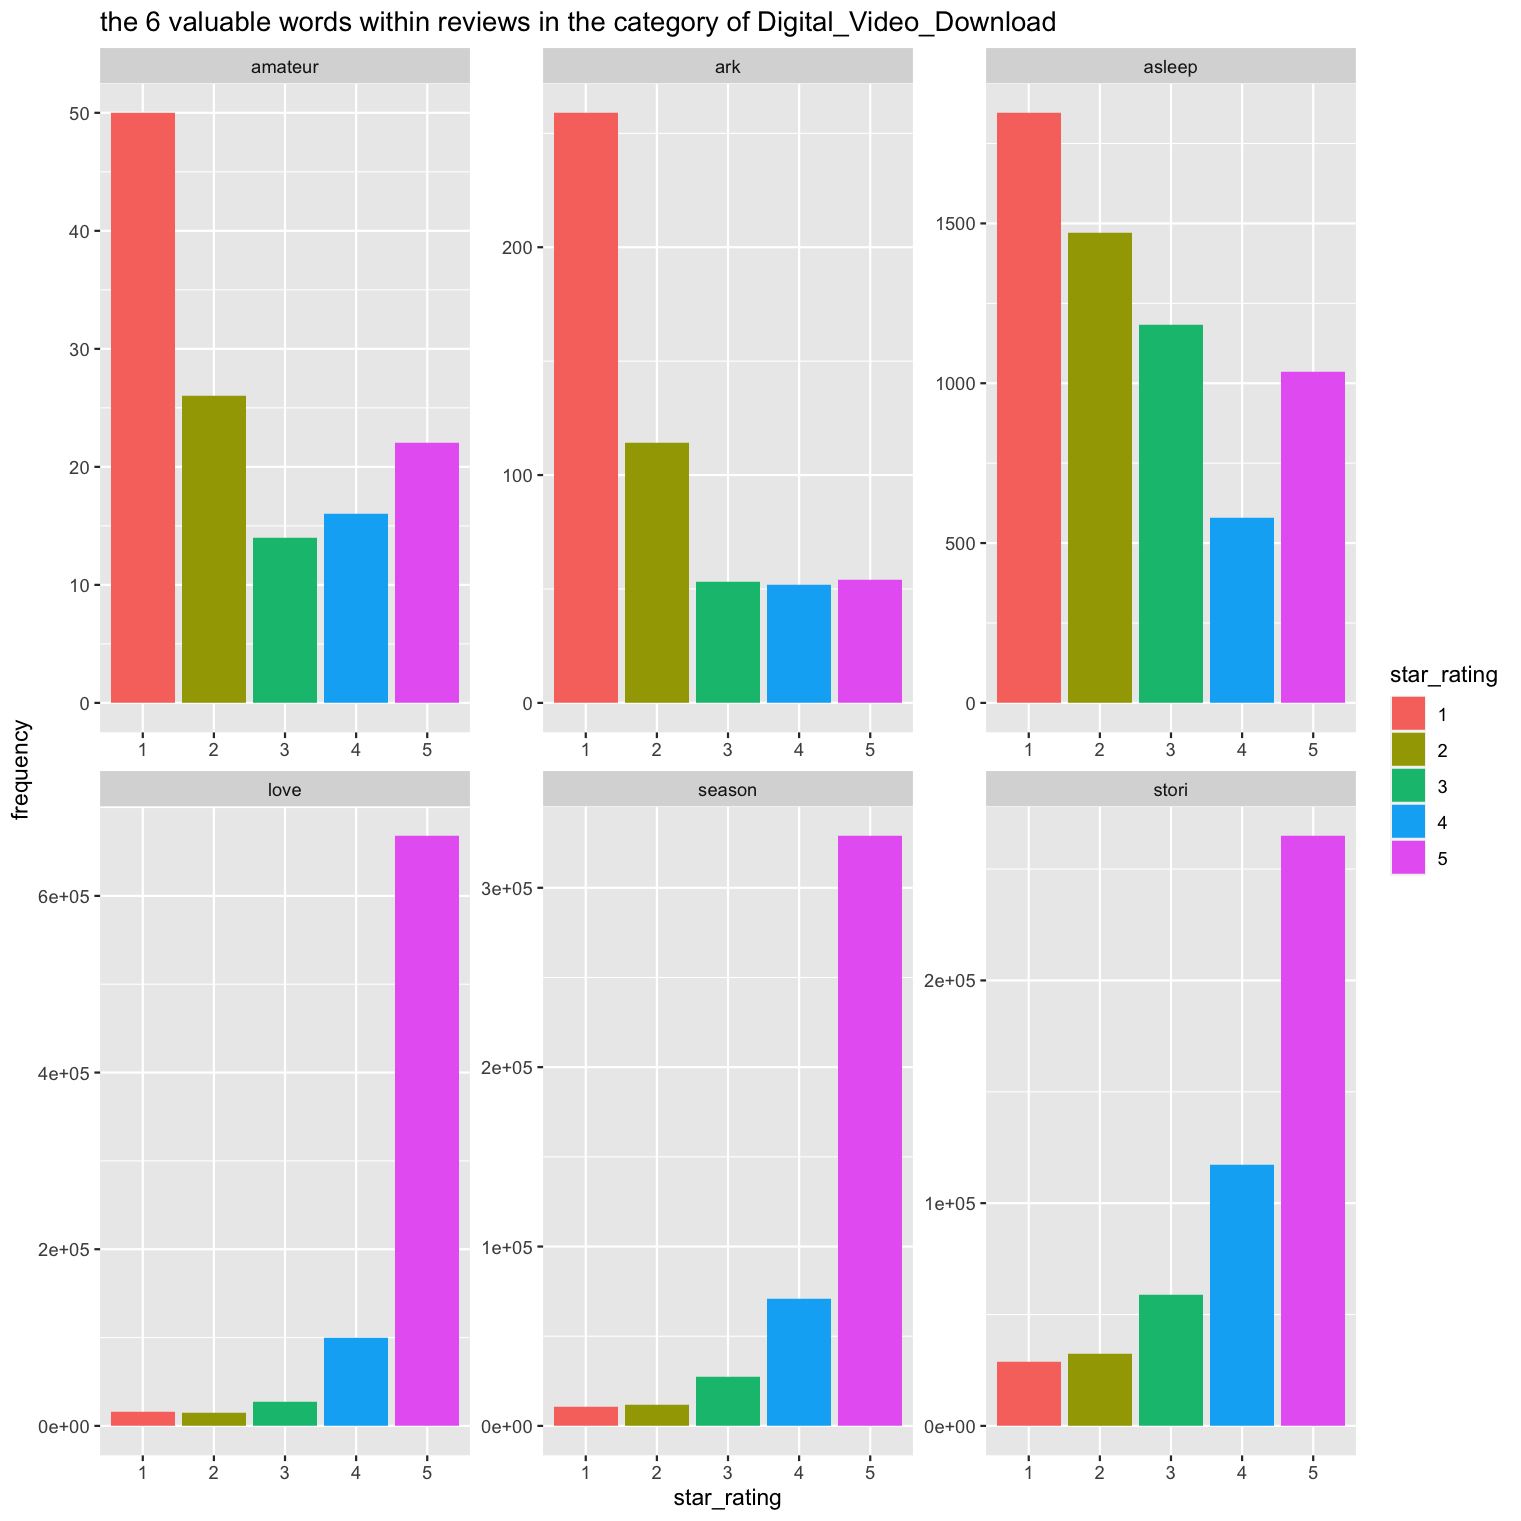 the 6 valuable words within reviews in the category of Digital_Video_Download
amateur
ark
asleep
50
40
30
20
10
0
200
100
0
1500
1000
500
0
1 2 3 4 5
1 2 3 4 5
1 2 3 4 5
frequency
love
season
stori
6e+05
4e+05
2e+05
0e+00
3e+05
2e+05
1e+05
0e+00
2e+05
1e+05
0e+00
1 2 3 4 5
1 2 3 4 5
1 2 3 4 5
star_rating
star_rating
1
2
3
4
5